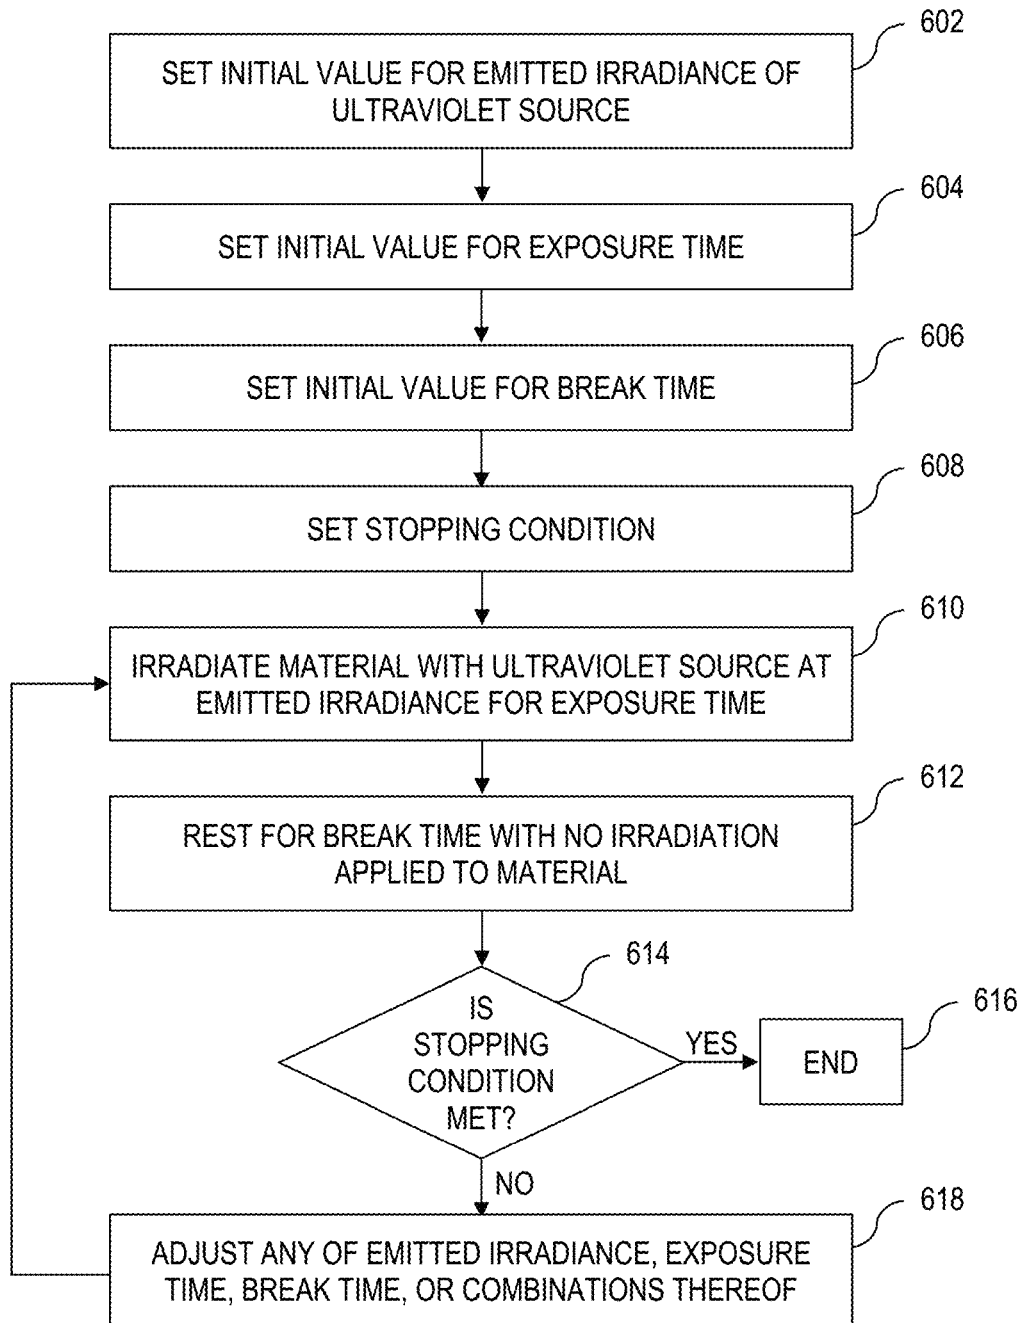 602
SET INITIAL VALUE FOR EMITTED IRRADIANCE OF
ULTRAVIOLET SOURCE
604
SET INITIAL VALUE FOR EXPOSURE TIME
606
SET INITIAL VALUE FOR BREAK TIME
608
SET STOPPING CONDITION
610
IRRADIATE MATERIAL WITH ULTRAVIOLET SOURCE AT
EMITTED IRRADIANCE FOR EXPOSURE TIME
612
REST FOR BREAK TIME WITH NO IRRADIATION
APPLIED TO MATERIAL
614
IS
STOPPING
CONDITION
MET?
YES
616
END
NO
618
ADJUST ANY OF EMITTED IRRADIANCE, EXPOSURE
TIME, BREAK TIME, OR COMBINATIONS THEREOF